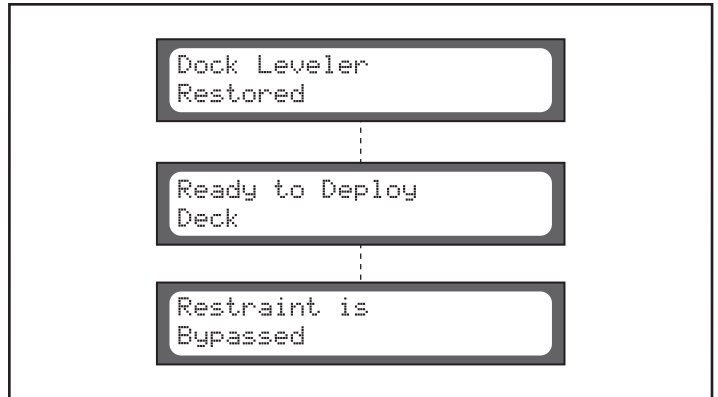 Dock Leveler
Restored
Ready to Deploy
Deck
Restraint is
Bypassed